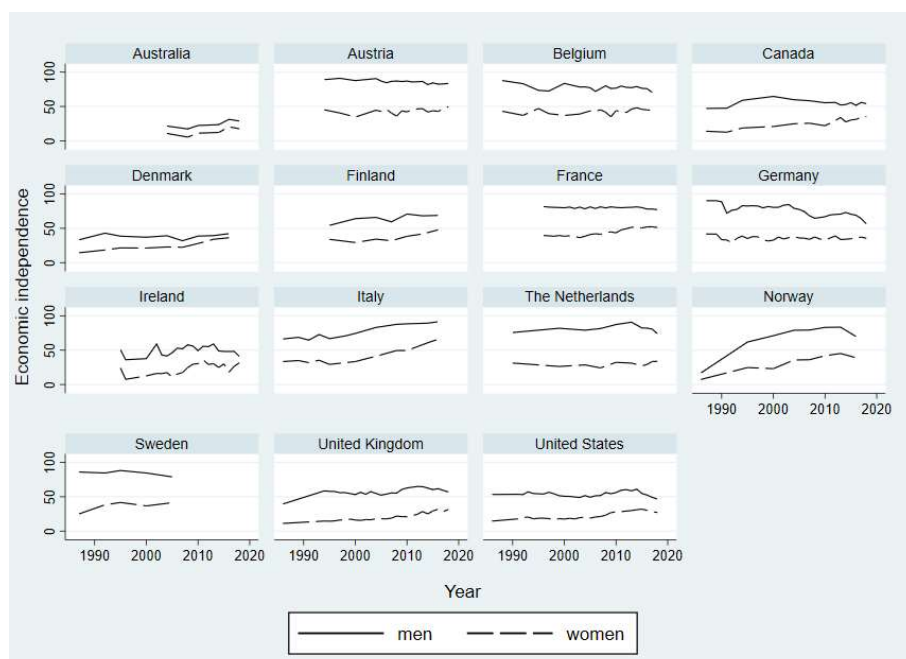 Australia
Austria
Belgium
Canada
0 50 100
Denmark
Finland
France
Germany
0 50 100
Ireland
Italy
The Netherlands
Norway
0 50 100
1990 2000 2010 2020
Sweden
United Kingdom
United States
0 50 100
1990 2000 2010 2020
1990 2000 2010 2020
1990 2000 2010 2020
Economic independence
Year
men
women